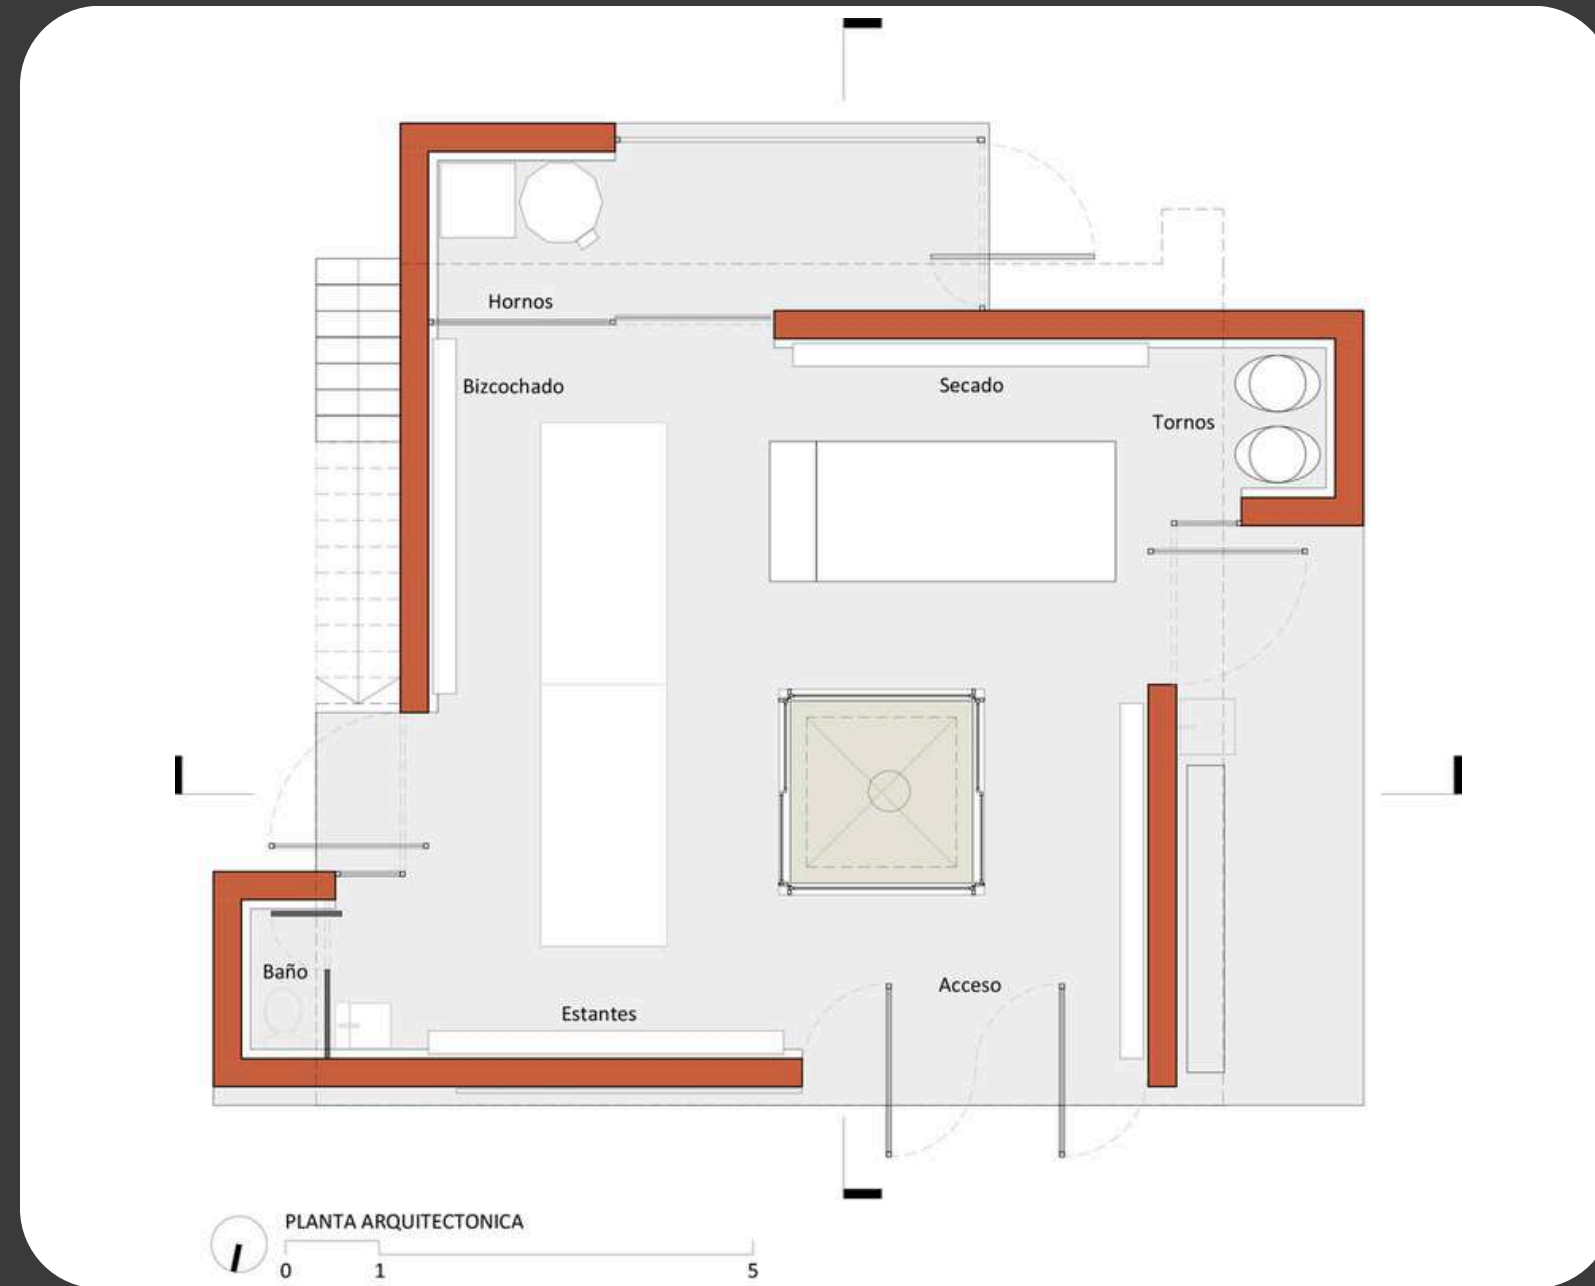 Hornos
Bizcochado
Secado
Tornos
Baño
Acceso
Estantes
PLANTA ARQUITECTONICA
0 1 5